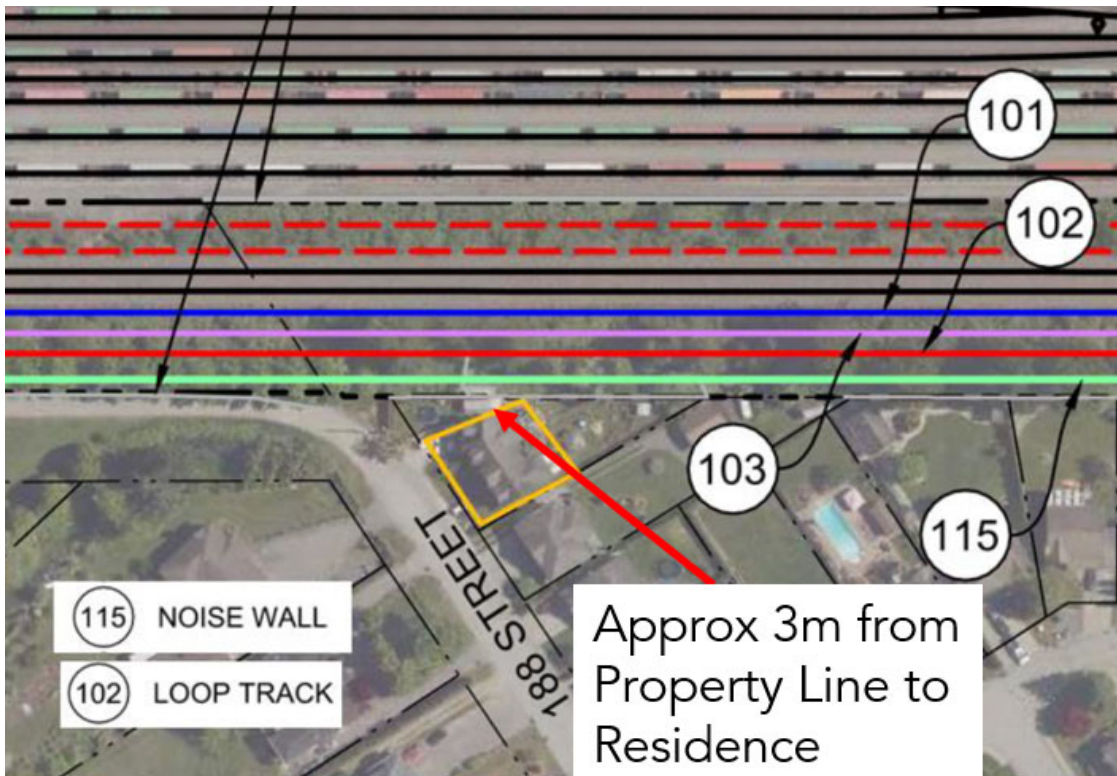 101
102
103
115
188 STREET
115 NOISE WALL
102 LOOP TRACK
Approx 3m from
Property Line to
Residence